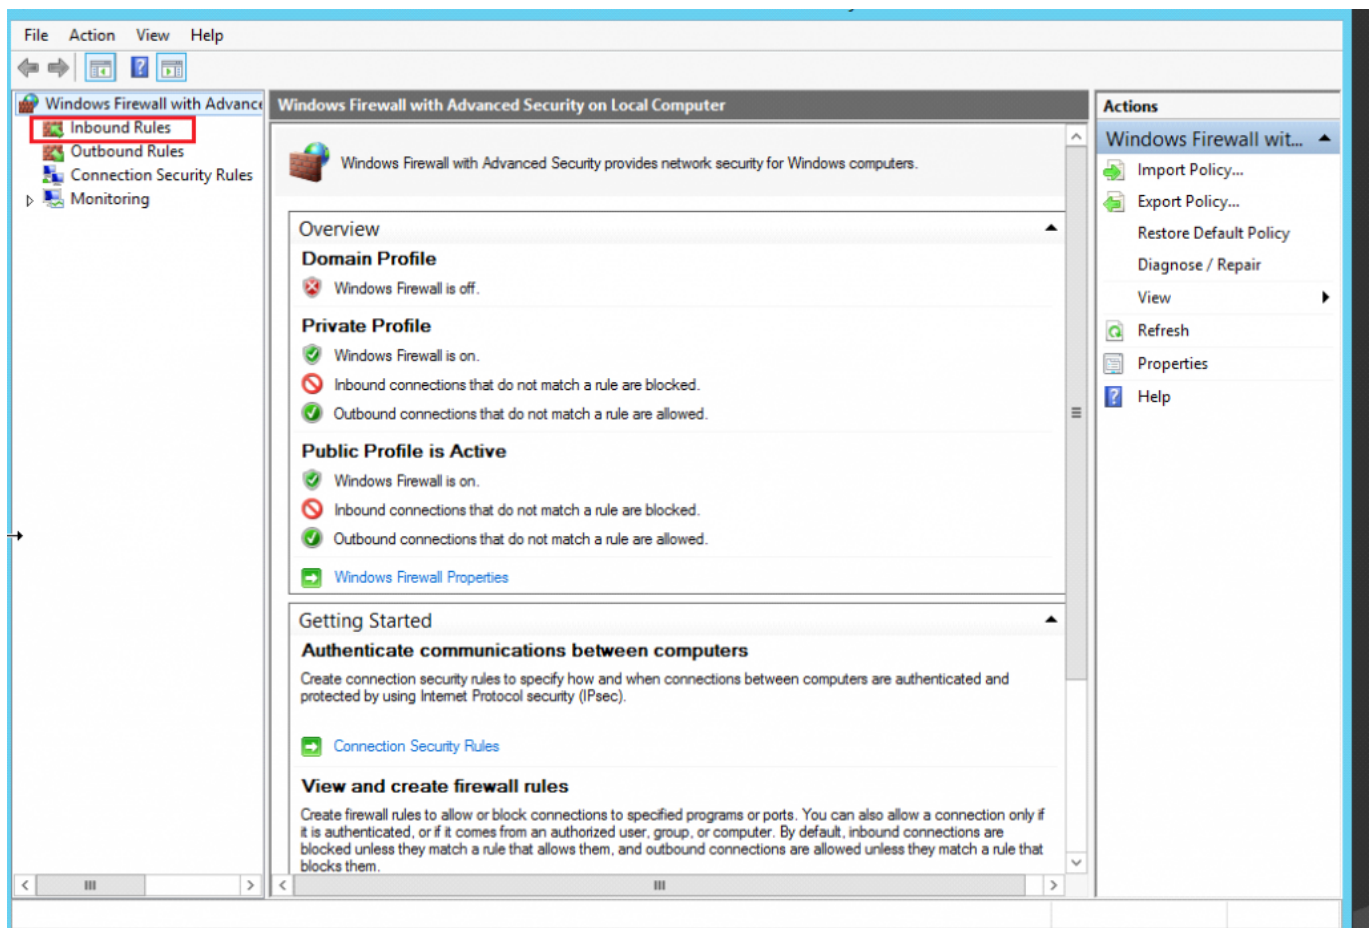 File Action View Help
Windows Firewall with Advance
Inbound Rules
Outbound Rules
Connection Security Rules
Monitoring
Windows Firewall with Advanced Security on Local Computer
Windows Firewall with Advanced Security provides network security for Windows computers.
Overview
Domain Profile
Windows Firewall is off.
Private Profile
Windows Firewall is on.
Inbound connections that do not match a rule are blocked.
Outbound connections that do not match a rule are allowed.
Public Profile is Active
Windows Firewall is on.
Inbound connections that do not match a rule are blocked.
Outbound connections that do not match a rule are allowed.
Windows Firewall Properties
Getting Started
Authenticate communications between computers
Create connection security rules to specify how and when connections between computers are authenticated and
protected by using Internet Protocol security (IPsec).
Connection Security Rules
View and create firewall rules
Create firewall rules to allow or block connections to specified programs or ports. You can also allow a connection only if
it is authenticated, or if it comes from an authorized user, group, or computer. By default, inbound connections are
blocked unless they match a rule that allows them, and outbound connections are allowed unless they match a rule that
blocks them.
Actions
Windows Firewall wit...
Import Policy...
Export Policy...
Restore Default Policy
Diagnose / Repair
View
Refresh
Properties
Help